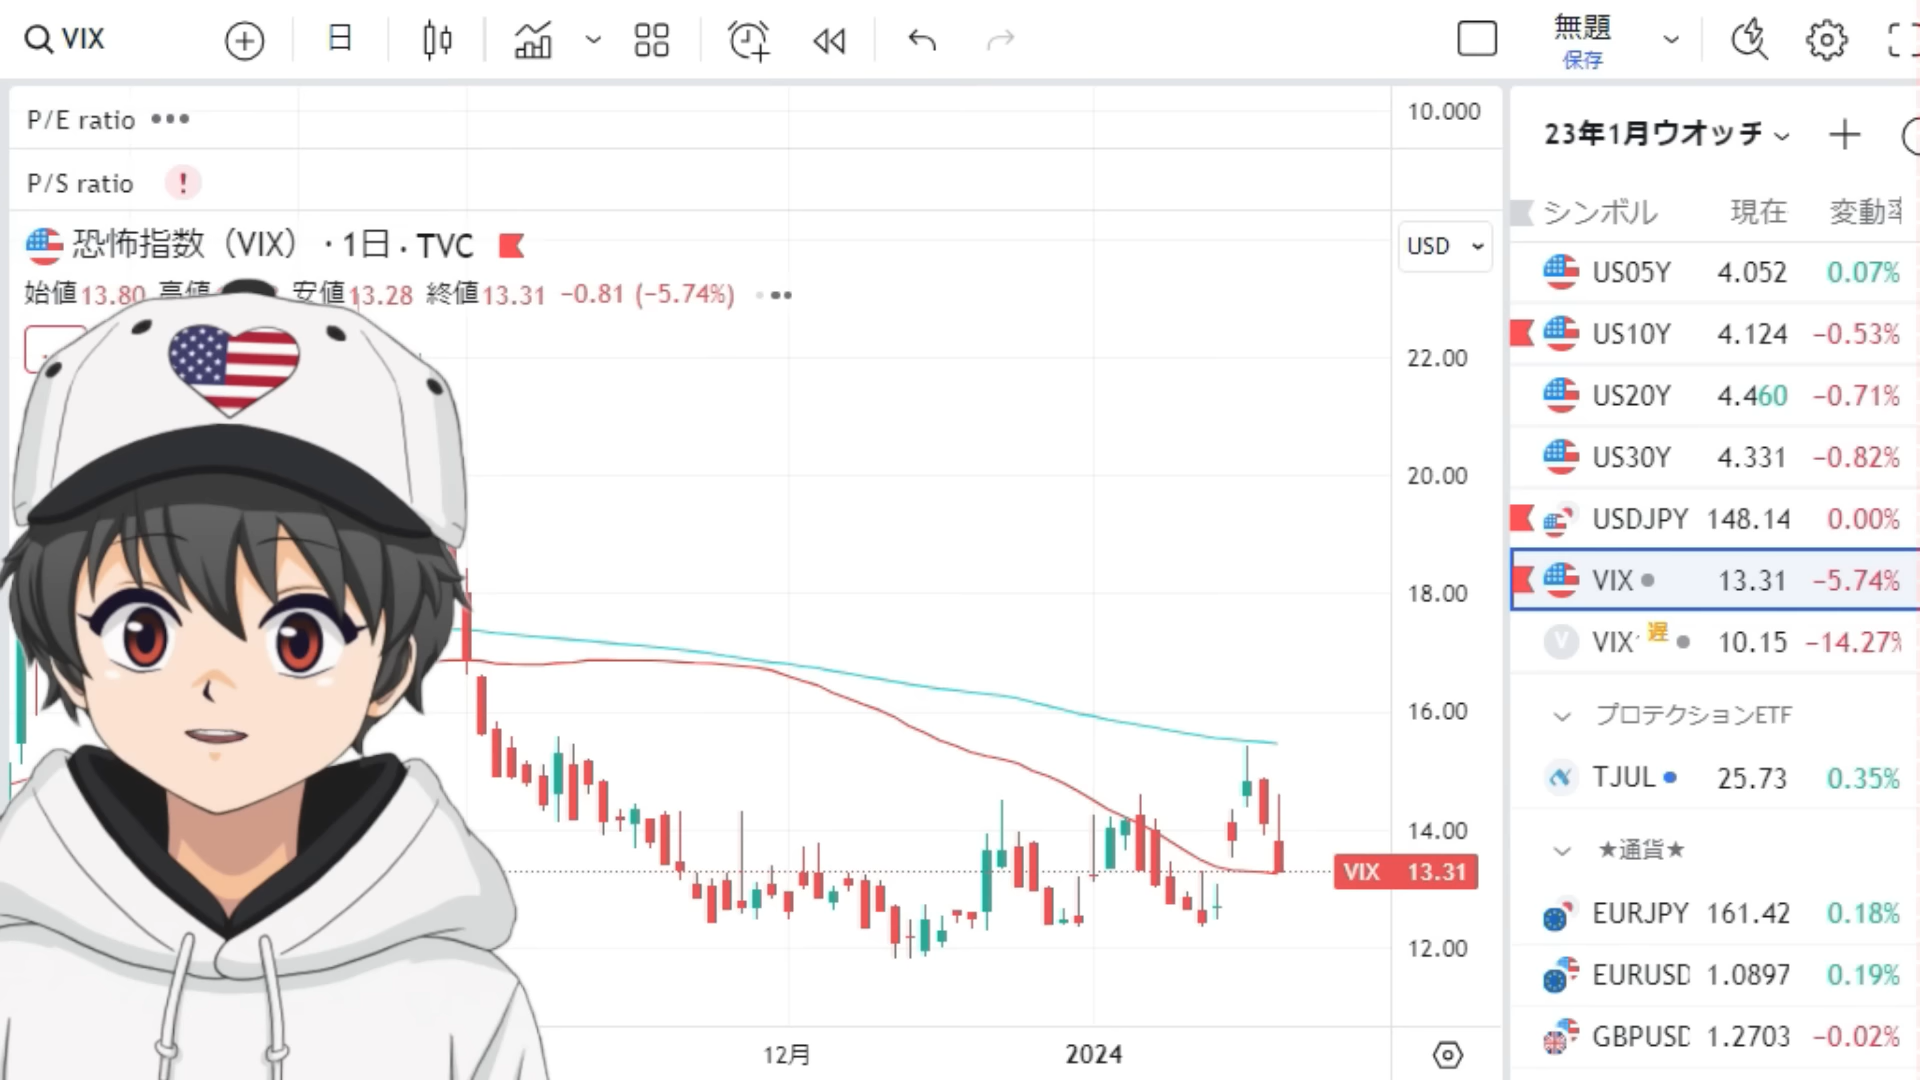 VIX
日
無題
保存
P/E ratio
10.000
P/S ratio
!
恐怖指数（VIX）・1日・TVC
USD
始値13.80 高値 安値13.28 終値13.31 −0.81 (−5.74%)
22.00
20.00
18.00
16.00
14.00
VIX 13.31
12.00
12月
2024
23年1月ウオッチ
シンボル 現在 変動率
US05Y 4.052 0.07%
US10Y 4.124 −0.53%
US20Y 4.460 −0.71%
US30Y 4.331 −0.82%
USDJPY 148.14 0.00%
VIX 13.31 −5.74%
V VIX 遅 10.15 −14.27%
プロテクションETF
TJUL 25.73 0.35%
★通貨★
EURJPY 161.42 0.18%
EURUSD 1.0897 0.19%
GBPUSD 1.2703 −0.02%